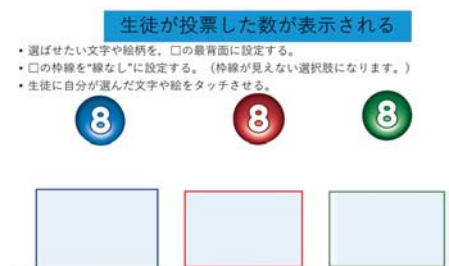 生徒が投票した数が表示される
• 選ばせたい文字や絵柄を、□の最背面に設定する。
• □の枠線を“線なし”に設定する。（枠線が見えない選択肢になります。）
• 生徒に自分が選んだ文字や絵をタッチさせる。
8 8 8